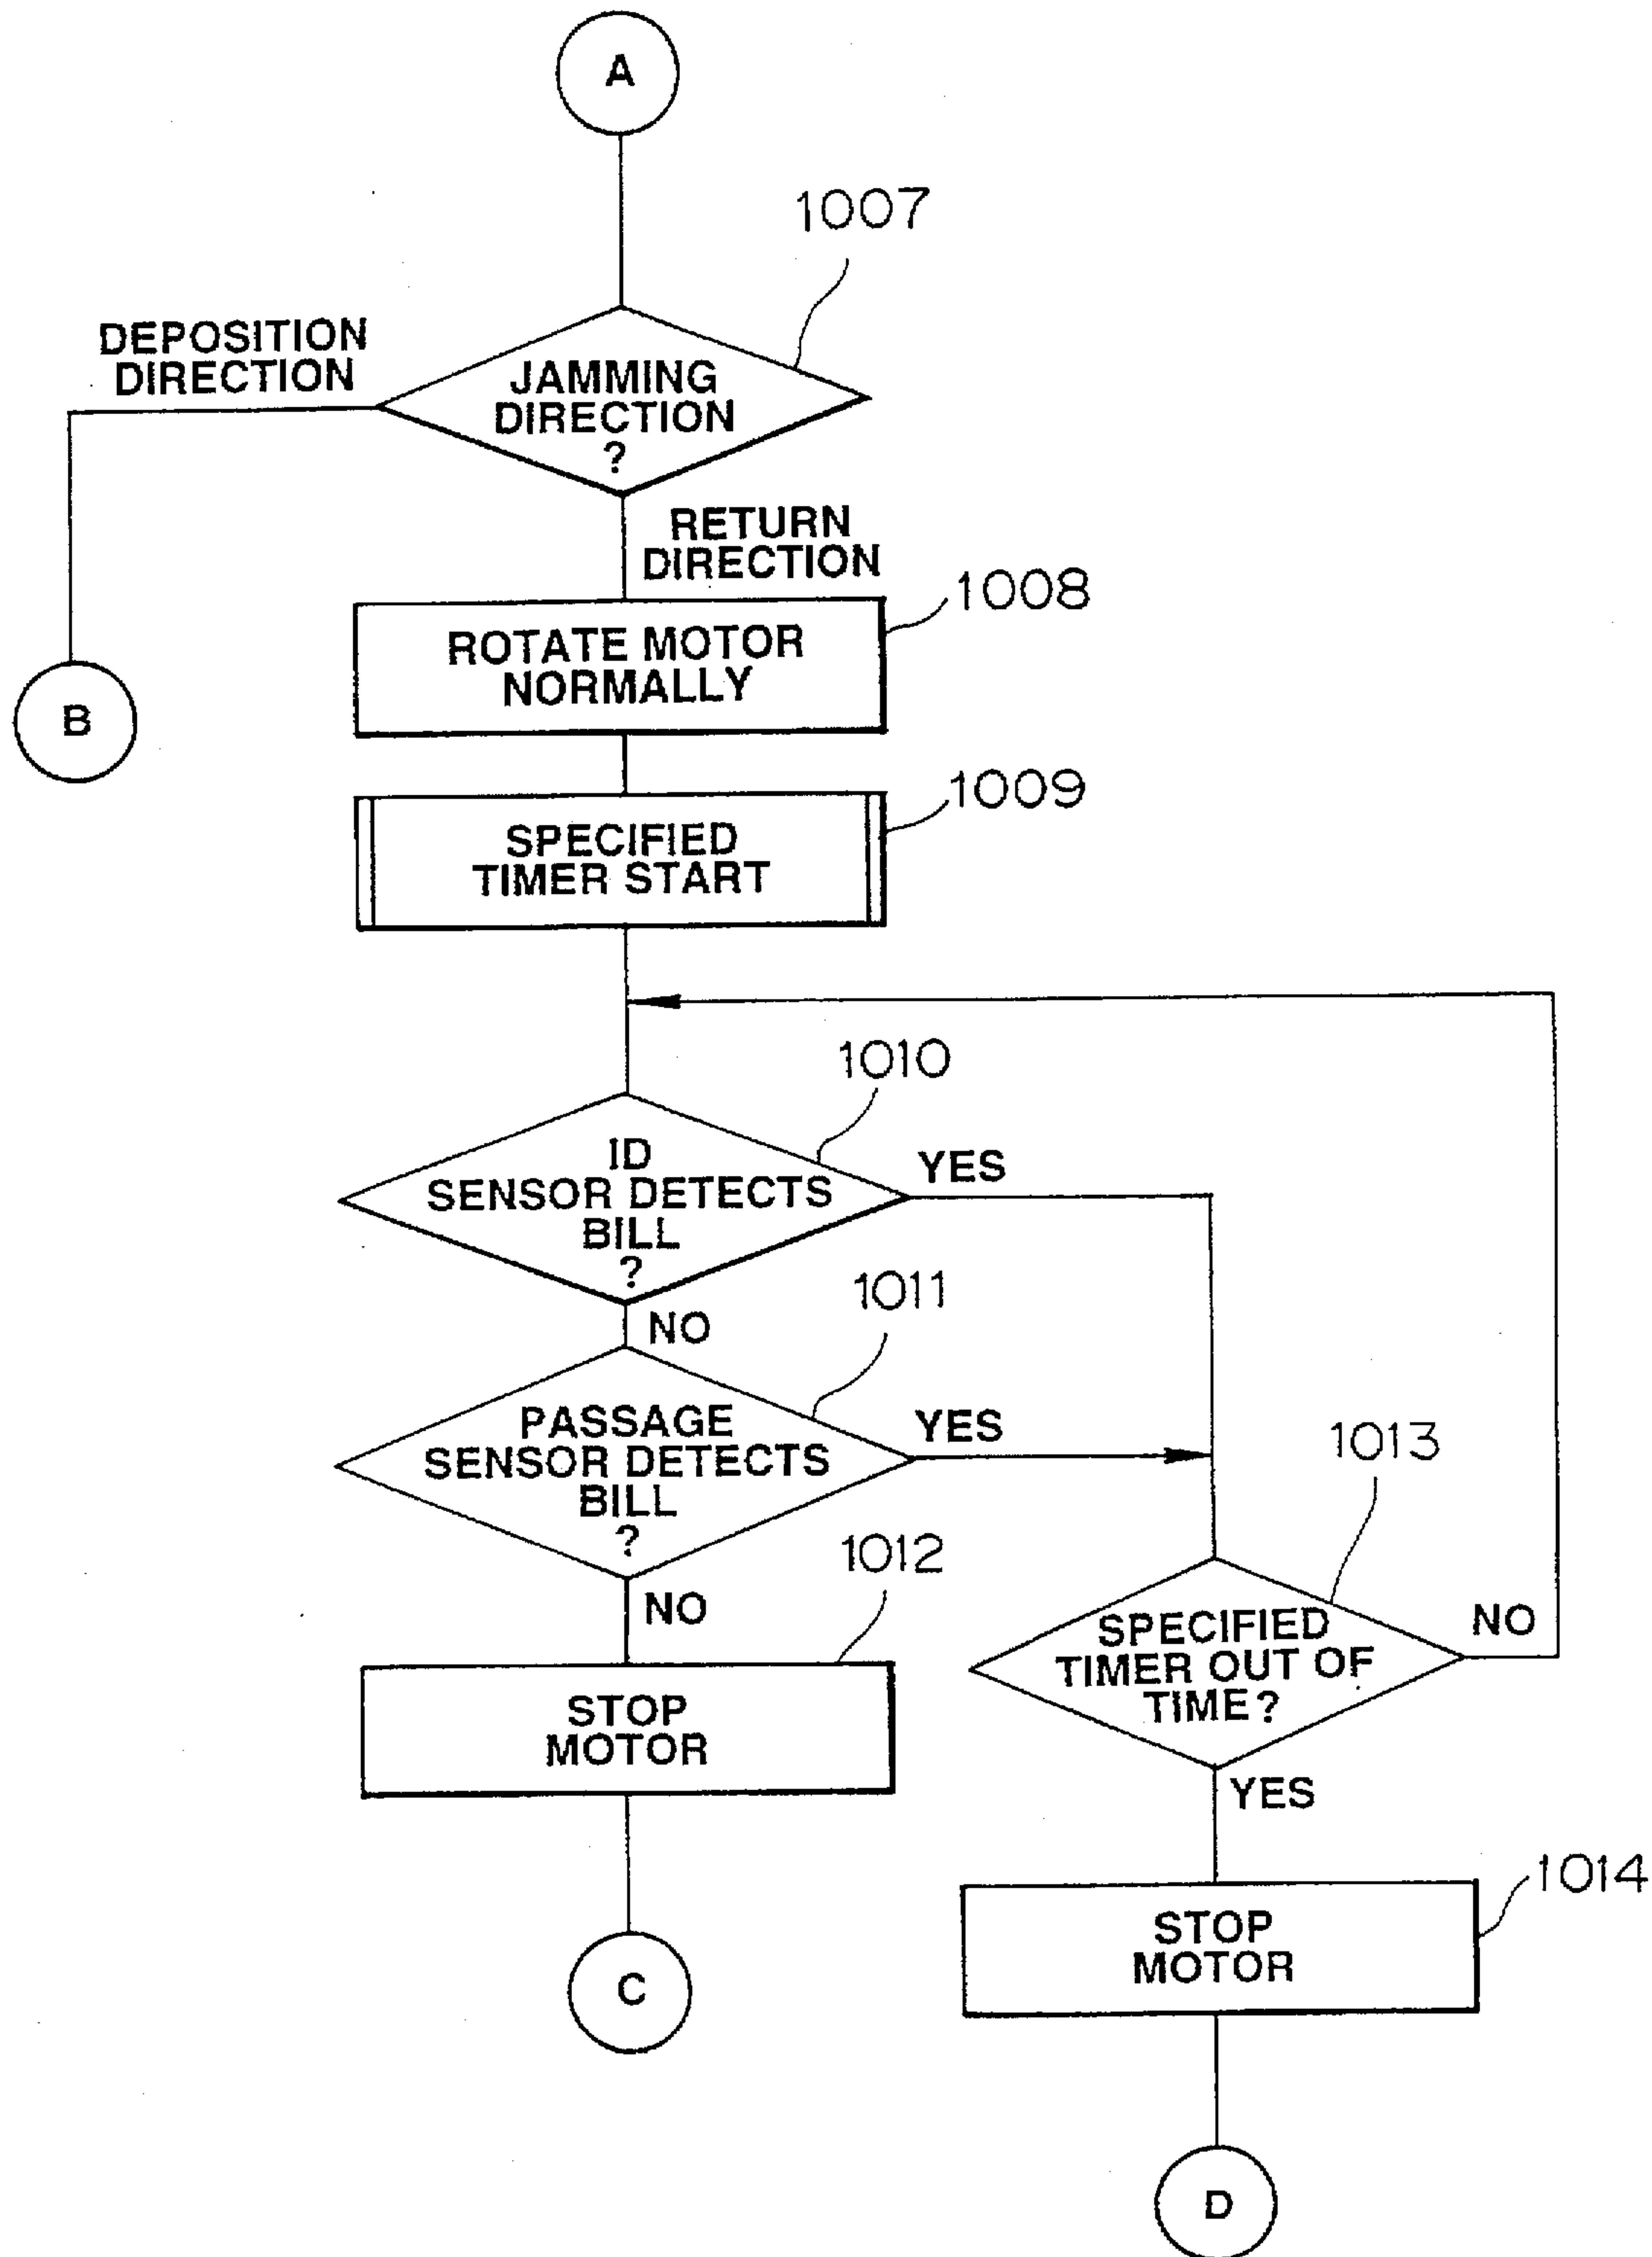 A
1007
DEPOSITION
DIRECTION
JAMMING
DIRECTION
?
RETURN
DIRECTION
1008
ROTATE MOTOR
NORMALLY
B
1009
SPECIFIED
TIMER START
1010
ID
SENSOR DETECTS
BILL
?
YES
NO
1011
PASSAGE
SENSOR DETECTS
BILL
?
YES
NO
1012
STOP
MOTOR
C
1013
SPECIFIED
TIMER OUT OF
TIME?
NO
YES
1014
STOP
MOTOR
D